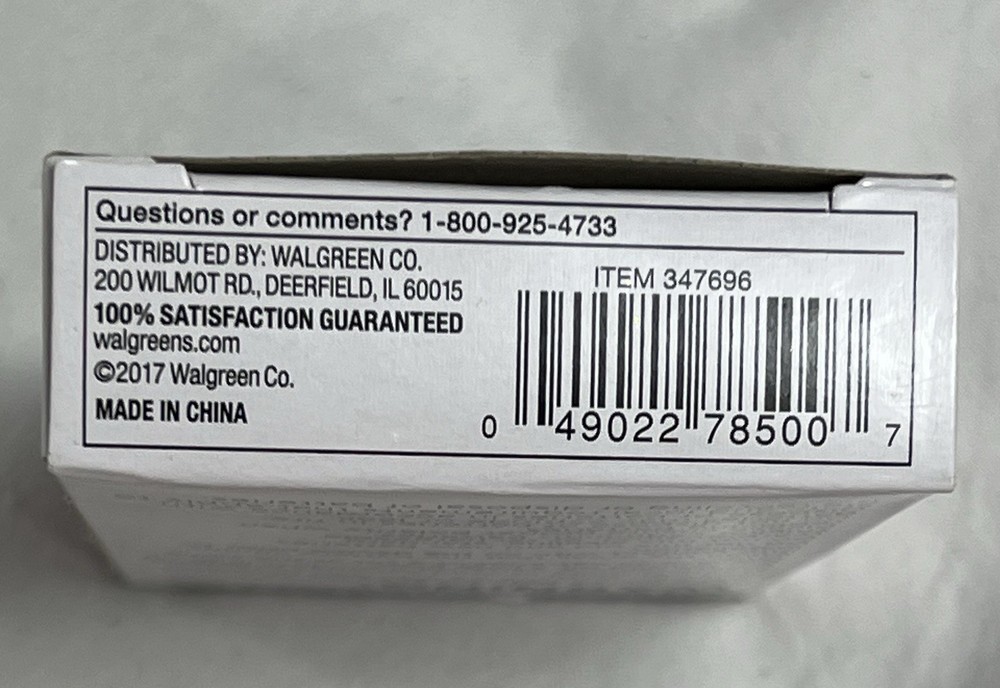 Questions or comments? 1-800-925-4733
DISTRIBUTED BY: WALGREEN CO.
200 WILMOT RD., DEERFIELD, IL 60015
100% SATISFACTION GUARANTEED
walgreens.com
©2017 Walgreen Co.
MADE IN CHINA
ITEM 347696
0 49022 78500 7